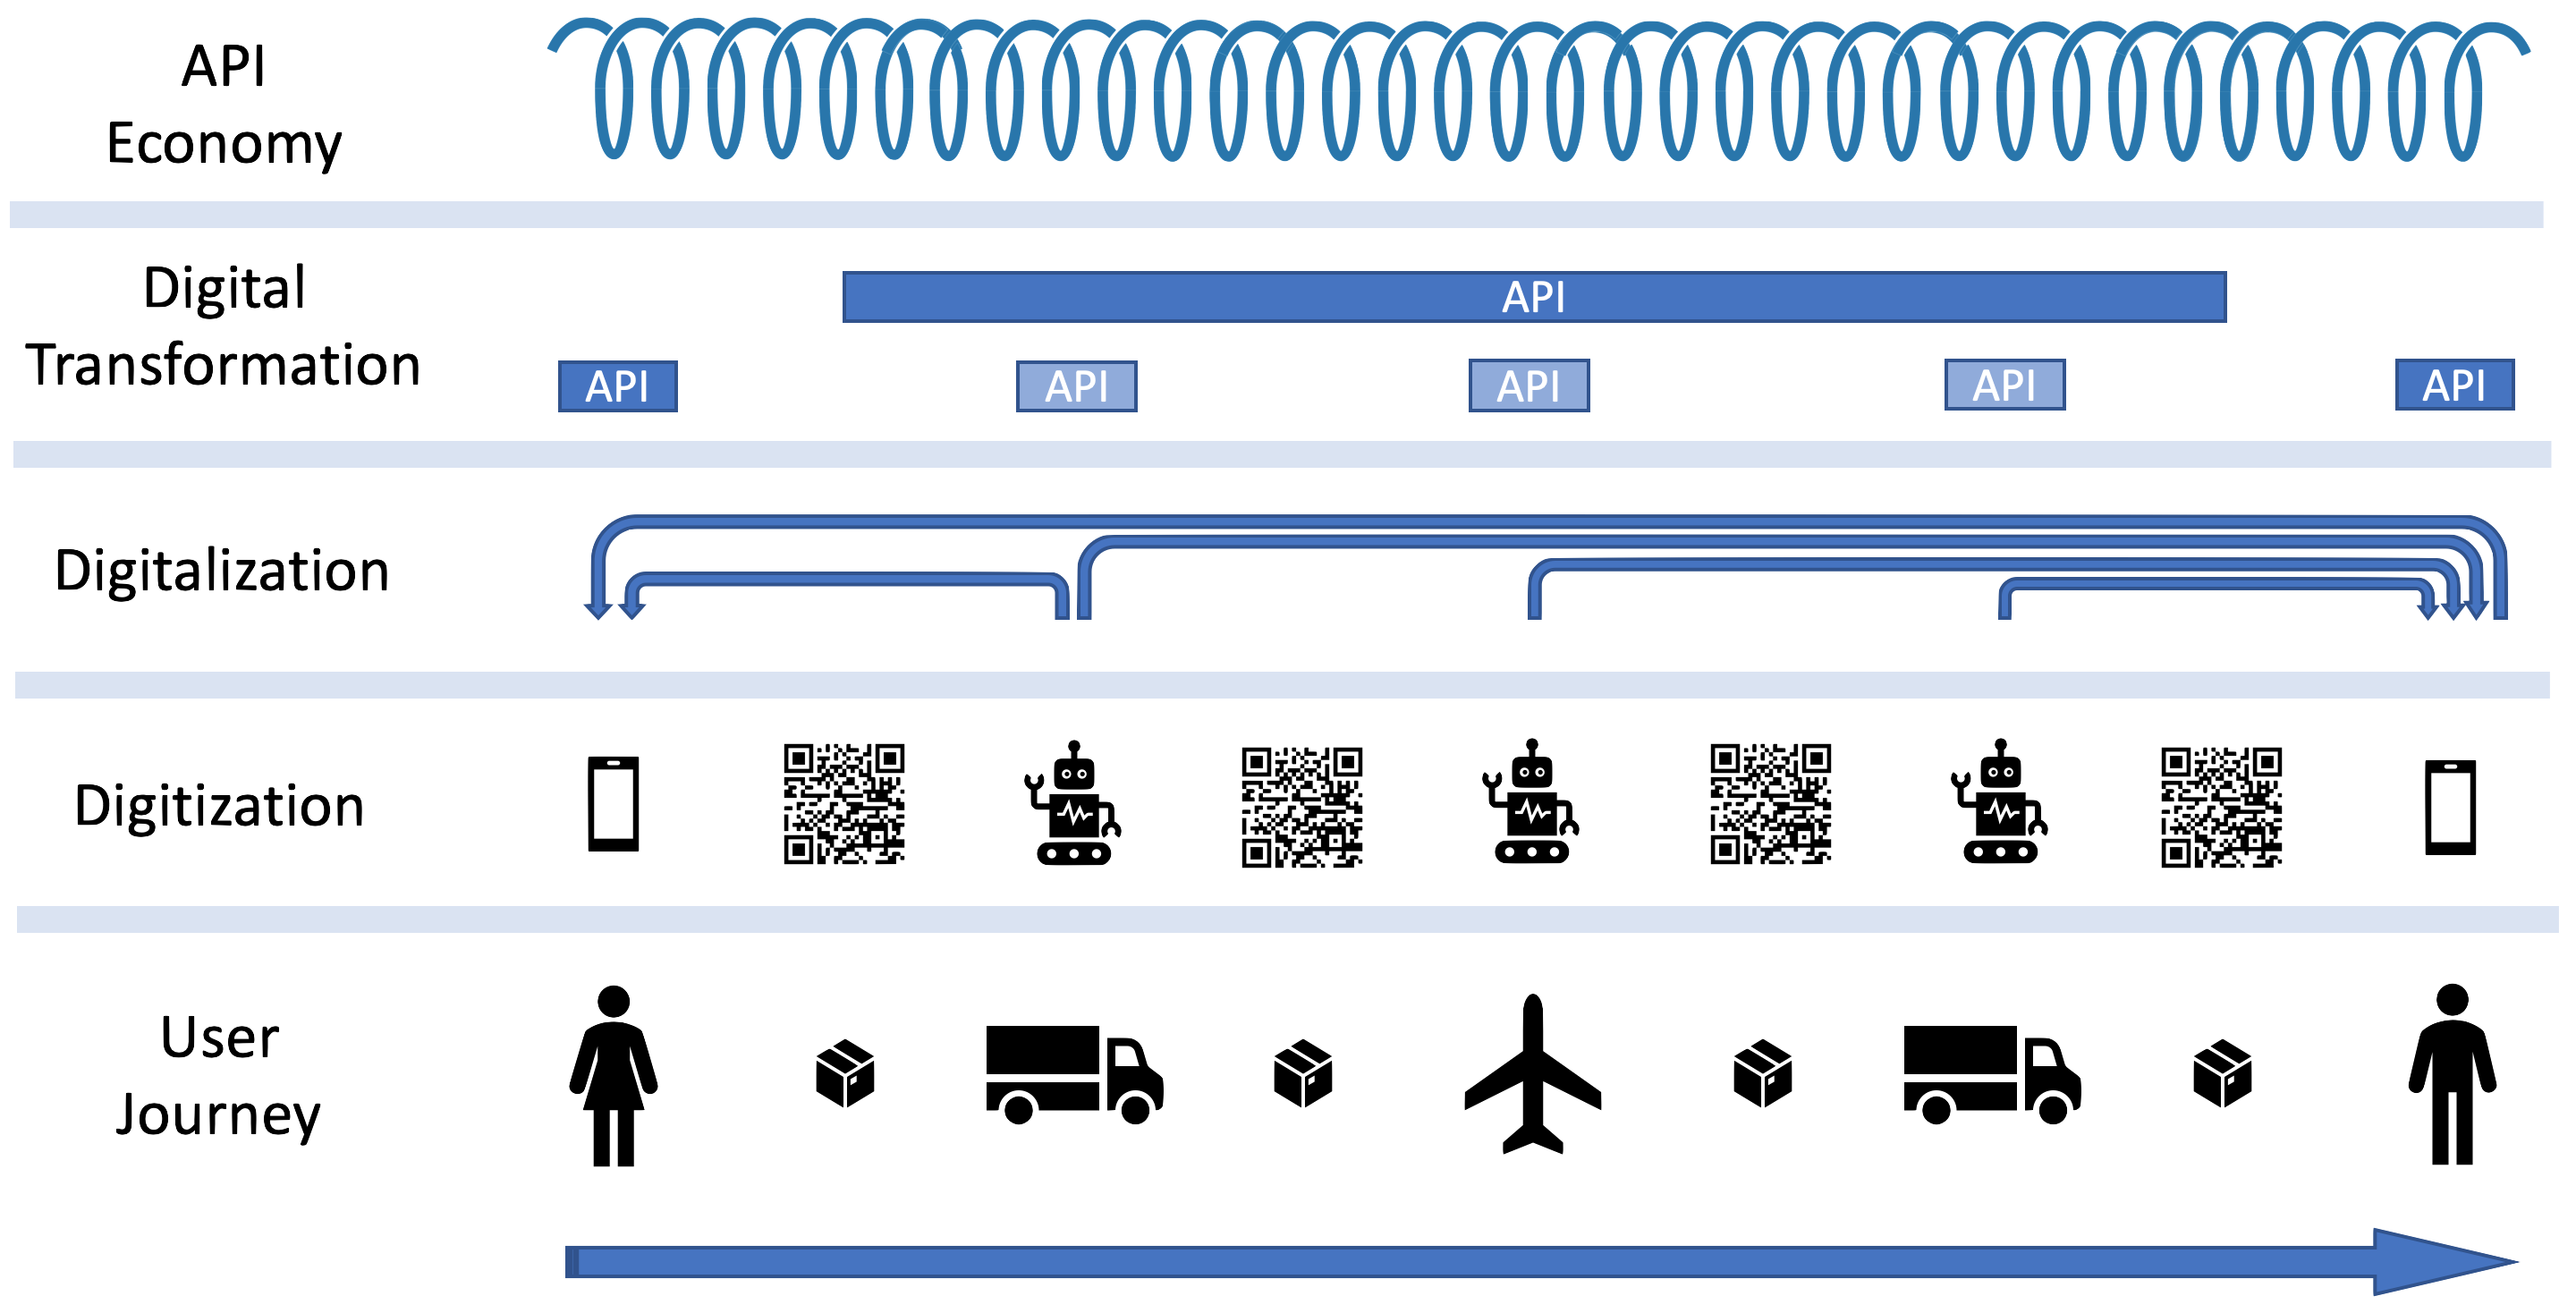 API
Economy
Digital
Transformation
API
API
API
API
API
API
Digitalization
Digitization
User
Journey